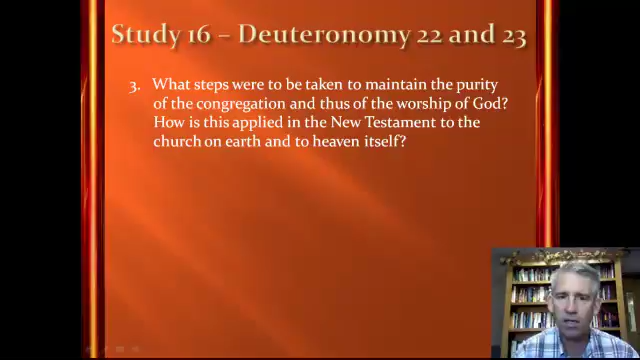 Study 16 – Deuteronomy 22 and 23
3. What steps were to be taken to maintain the purity
of the congregation and thus of the worship of God?
How is this applied in the New Testament to the
church on earth and to heaven itself?